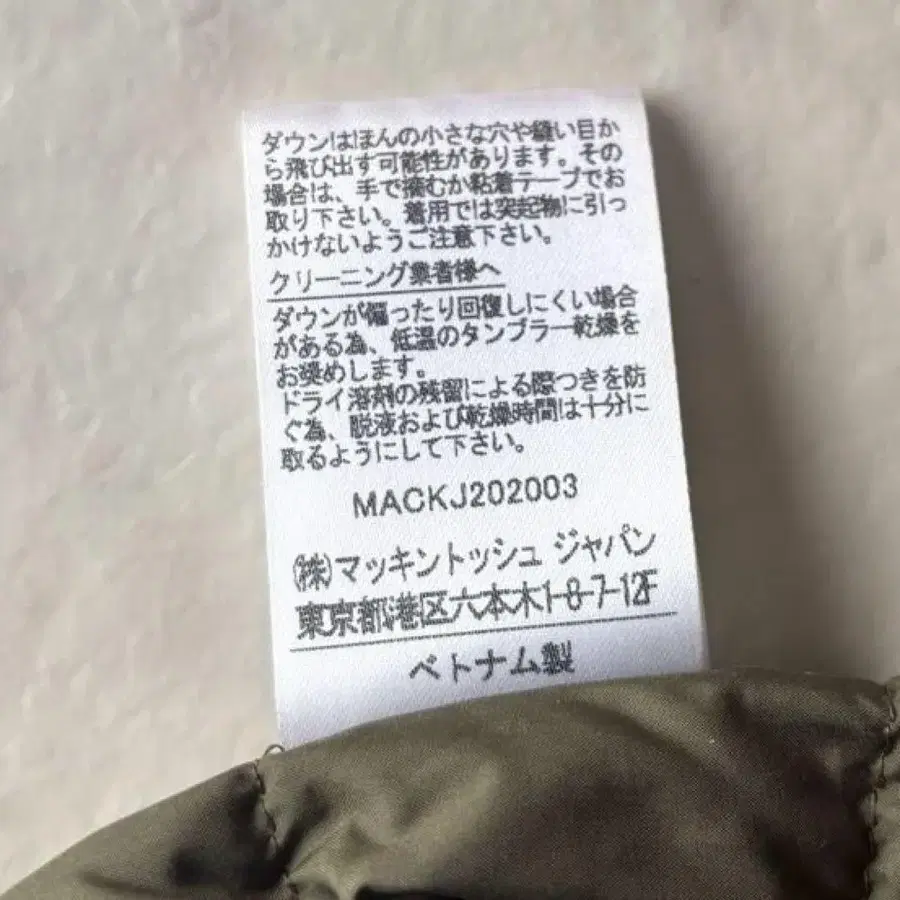 ダウンはほんの小さな穴や縫い目か
ら飛び出す可能性があります。その
場合は、手で摘むか粘着テープでお
取り下さい。着用では突起物に引っ
かけないようご注意下さい。
クリーニング業者様へ
ダウンが偏ったり回復しにくい場合
がある為、低温のタンブラー乾燥を
お奨めします。
ドライ溶剤の残留による際つきを防
ぐ為、脱液および乾燥時間は十分に
取るようにして下さい。
MACKJ202003
(株)マッキントッシュ ジャパン
東京都港区六本木1-8-7-12F
ベトナム製